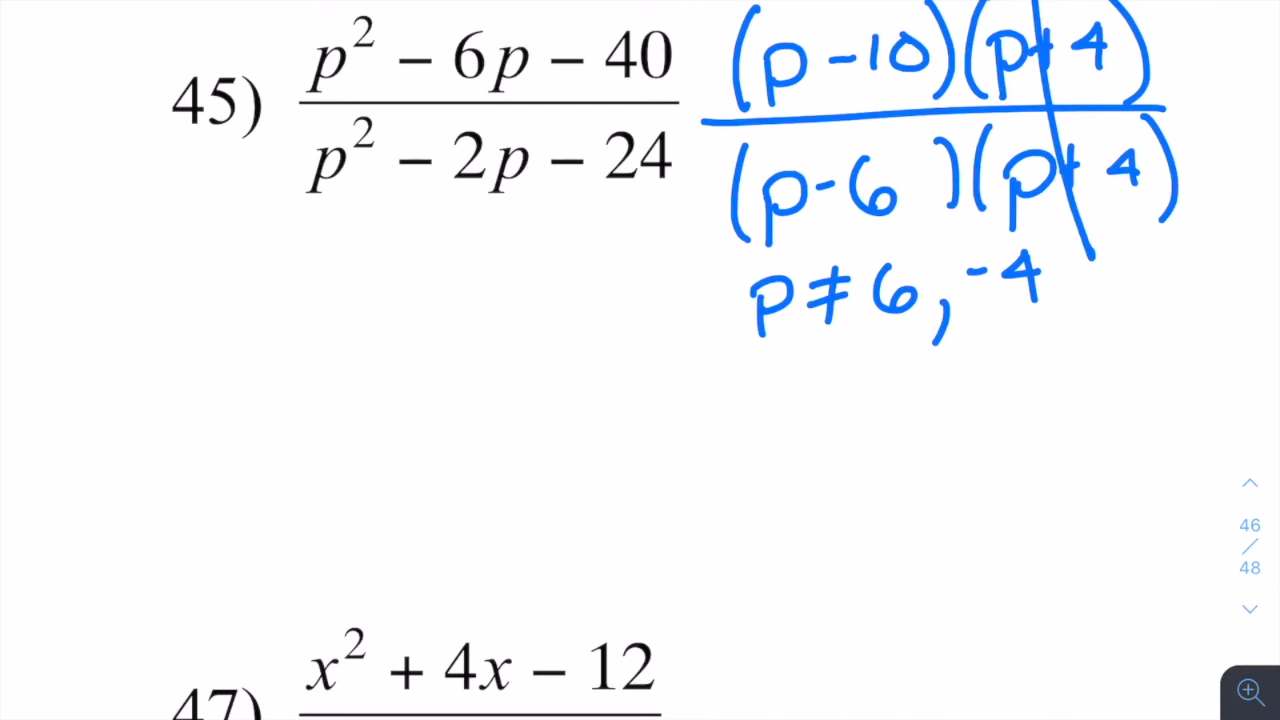 45) p² − 6p − 40 (p - 10)(p + 4)
p² − 2p − 24 (p - 6 )(p + 4)
p ≠ 6, -4
46
/
48
x² + 4x − 12
47)